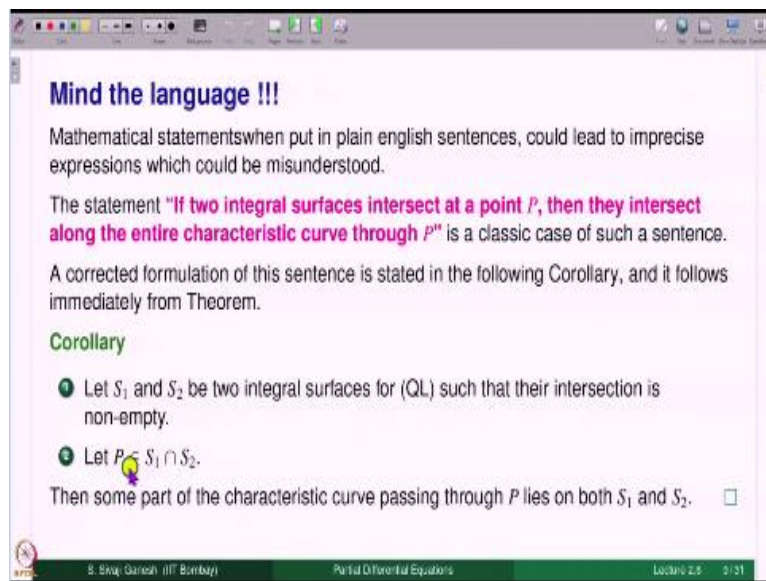 Mind the language !!!
Mathematical statementswhen put in plain english sentences, could lead to imprecise
expressions which could be misunderstood.
The statement "If two integral surfaces intersect at a point P, then they intersect
along the entire characteristic curve through P" is a classic case of such a sentence.
A corrected formulation of this sentence is stated in the following Corollary, and it follows
immediately from Theorem.
Corollary
1 Let S₁ and S₂ be two integral surfaces for (QL) such that their intersection is
non-empty.
2 Let P ∈ S₁ ∩ S₂.
Then some part of the characteristic curve passing through P lies on both S₁ and S₂. □
S. Sivaji Ganesh (IIT Bombay) Partial Differential Equations Lecture 2.6